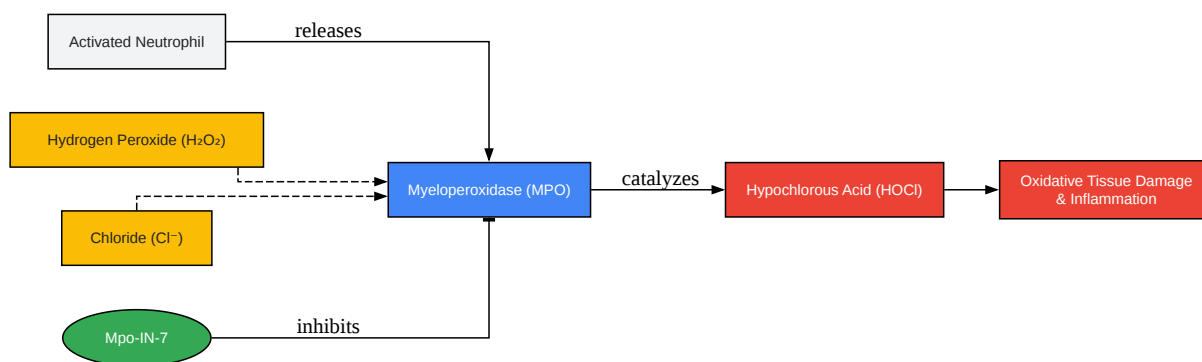 Activated Neutrophil
releases
Hydrogen Peroxide (H₂O₂)
Myeloperoxidase (MPO)
catalyzes
Hypochlorous Acid (HOCl)
Oxidative Tissue Damage
& Inflammation
Chloride (Cl⁻)
Mpo-IN-7
inhibits